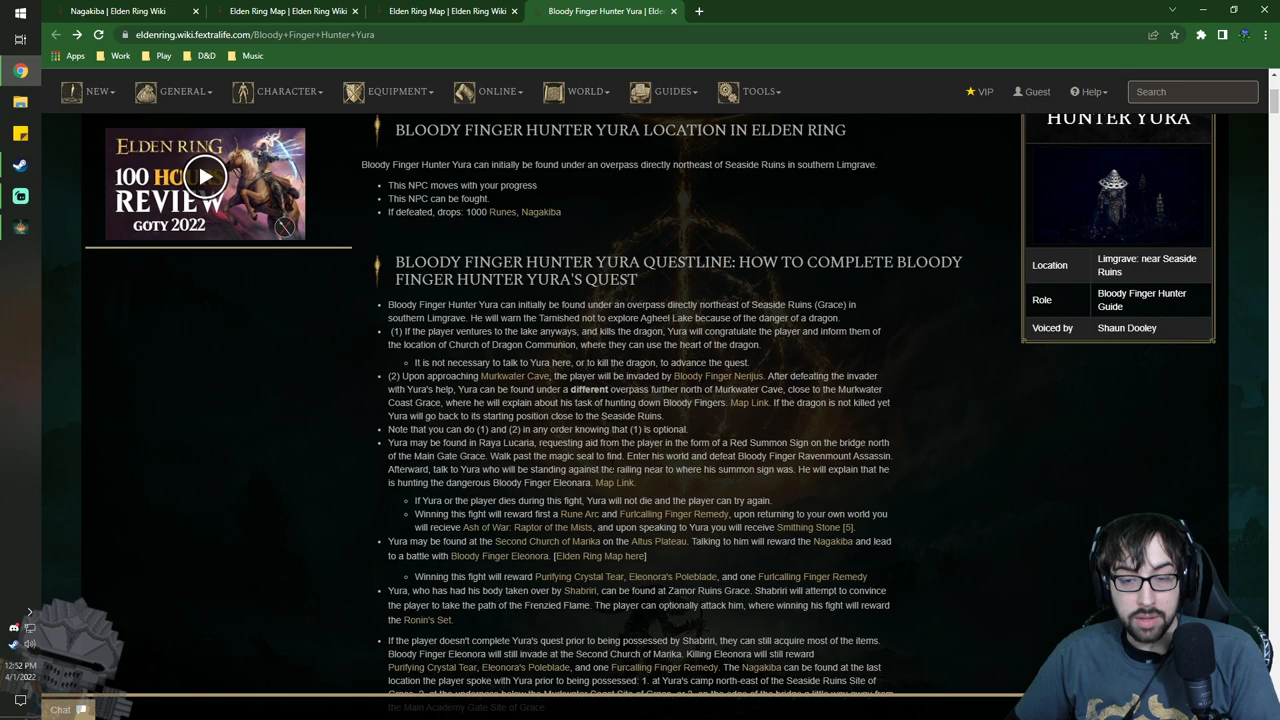 Nagakiba | Elden Ring Wiki
Nagakiba | Elden Ring Wiki
Elden Ring Wiki
Bloody Finger Hunter Yura | Elde
eldenring.wiki.fextralife.com/Bloody+Finger+Hunter+Yura
Apps Work Play D&D Music
NEW GENERAL CHARACTER EQUIPMENT ONLINE WORLD GUIDES TOOLS VIP Guest Help Search
ELDEN RING
100 HO
REVIEW
GOTY 2022
BLOODY FINGER HUNTER YURA LOCATION IN ELDEN RING
Bloody Finger Hunter Yura can initially be found under an overpass directly northeast of Seaside Ruins in southern Limgrave.
This NPC moves with your progress
This NPC can be fought.
If defeated, drops: 1000 Runes, Nagakiba
BLOODY FINGER HUNTER YURA QUESTLINE: HOW TO COMPLETE BLOODY
FINGER HUNTER YURA'S QUEST
Bloody Finger Hunter Yura can initially be found under an overpass directly northeast of Seaside Ruins (Grace) in
southern Limgrave. He will warn the Tarnished not to explore Agheel Lake because of the danger of a dragon.
(1) If the player ventures to the lake anyways, and kills the dragon, Yura will congratulate the player and inform them of
the location of Church of Dragon Communion, where they can use the heart of the dragon.
It is not necessary to talk to Yura here, or to kill the dragon, to advance the quest.
(2) Upon approaching Murkwater Cave, the player will be invaded by Bloody Finger Nerijus. After defeating the invader
with Yura's help, Yura can be found under a different overpass further north of Murkwater Cave, close to the Murkwater
Coast Grace, where he will explain about his task of hunting down Bloody Fingers. Map Link. If the dragon is not killed yet
Yura will go back to its starting position close to the Seaside Ruins.
Note that you can do (1) and (2) in any order knowing that (1) is optional.
Yura may be found in Raya Lucaria, requesting aid from the player in the form of a Red Summon Sign on the bridge north
of the Main Gate Grace. Walk past the magic seal to find. Enter his world and defeat Bloody Finger Ravenmount Assassin.
Afterward, talk to Yura who will be standing against the railing near to where his summon sign was. He will explain that he
is hunting the dangerous Bloody Finger Eleonara. Map Link.
If Yura or the player dies during this fight, Yura will not die and the player can try again.
Winning this fight will reward first a Rune Arc and Furlcalling Finger Remedy, upon returning to your own world you
will recieve Ash of War: Raptor of the Mists, and upon speaking to Yura you will receive Smithing Stone [5].
Yura may be found at the Second Church of Marika on the Altus Plateau. Talking to him will reward the Nagakiba and lead
to a battle with Bloody Finger Eleonora. [Elden Ring Map here]
Winning this fight will reward Purifying Crystal Tear, Eleonora's Poleblade, and one Furlcalling Finger Remedy
Yura, who has had his body taken over by Shabriri, can be found at Zamor Ruins Grace. Shabriri will attempt to convince
the player to take the path of the Frenzied Flame. The player can optionally attack him, where winning his fight will reward
the Ronin's Set.
If the player doesn't complete Yura's quest prior to being possessed by Shabriri, they can still acquire most of the items.
Bloody Finger Eleonora will still invade at the Second Church of Marika. Killing Eleonora will still reward
Purifying Crystal Tear, Eleonora's Poleblade, and one Furcalling Finger Remedy. The Nagakiba can be found at the last
location the player spoke with Yura prior to being possessed: 1. at Yura's camp north-east of the Seaside Ruins Site of
the Main Academy Gate Site of Grace.
HUNTER YURA
Location Limgrave: near Seaside
Ruins
Role Bloody Finger Hunter
Guide
Voiced by Shaun Dooley
12:52 PM
4/1/2022
Chat